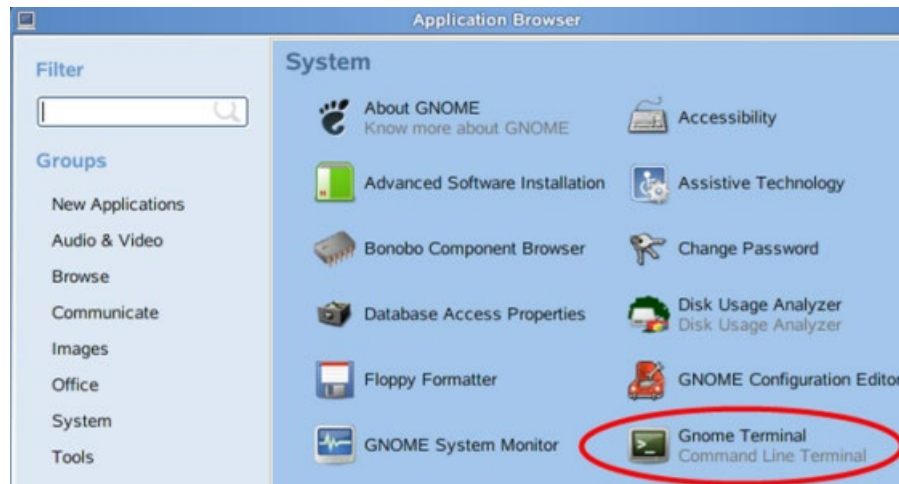 Application Browser
Filter
Groups
New Applications
Audio & Video
Browse
Communicate
Images
Office
System
Tools
System
About GNOME
Know more about GNOME
Accessibility
Advanced Software Installation
Assistive Technology
Bonobo Component Browser
Change Password
Database Access Properties
Disk Usage Analyzer
Disk Usage Analyzer
Floppy Formatter
GNOME Configuration Editor
GNOME System Monitor
Gnome Terminal
Command Line Terminal